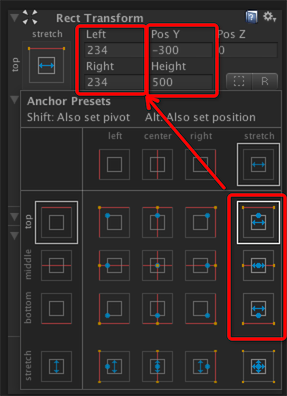 Rect Transform
stretch
Left Pos Y Pos Z
234 -300 0
top
Right Height
234 500
R
Anchor Presets
Shift: Also set pivot Alt: Also set position
left center right stretch
top
middle
bottom
stretch